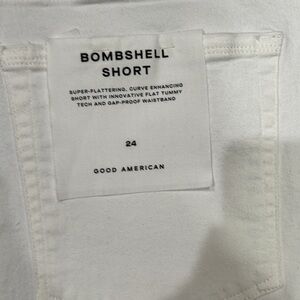 BOMBSHELL
SHORT
SUPER-FLATTERING, CURVE ENHANCING
SHORT WITH INNOVATIVE FLAT TUMMY
TECH AND GAP-PROOF WAISTBAND
24
GOOD AMERICAN